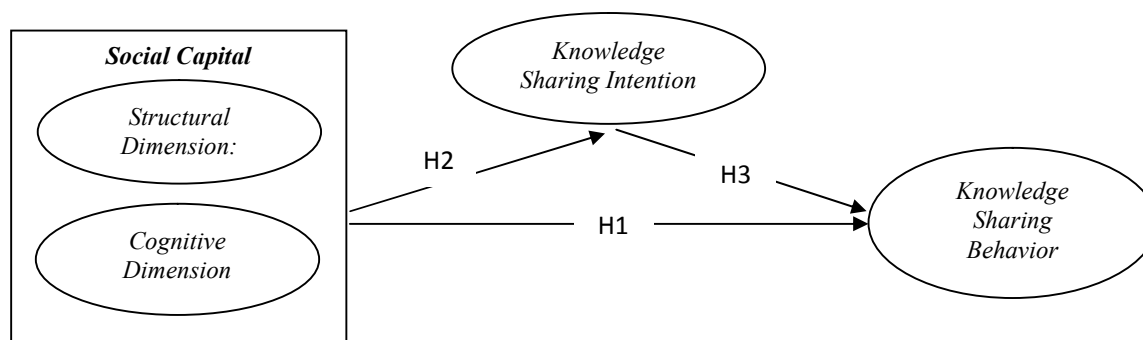 Social Capital
Structural
Dimension:
Cognitive
Dimension
Knowledge
Sharing Intention
H2
H3
H1
Knowledge
Sharing
Behavior